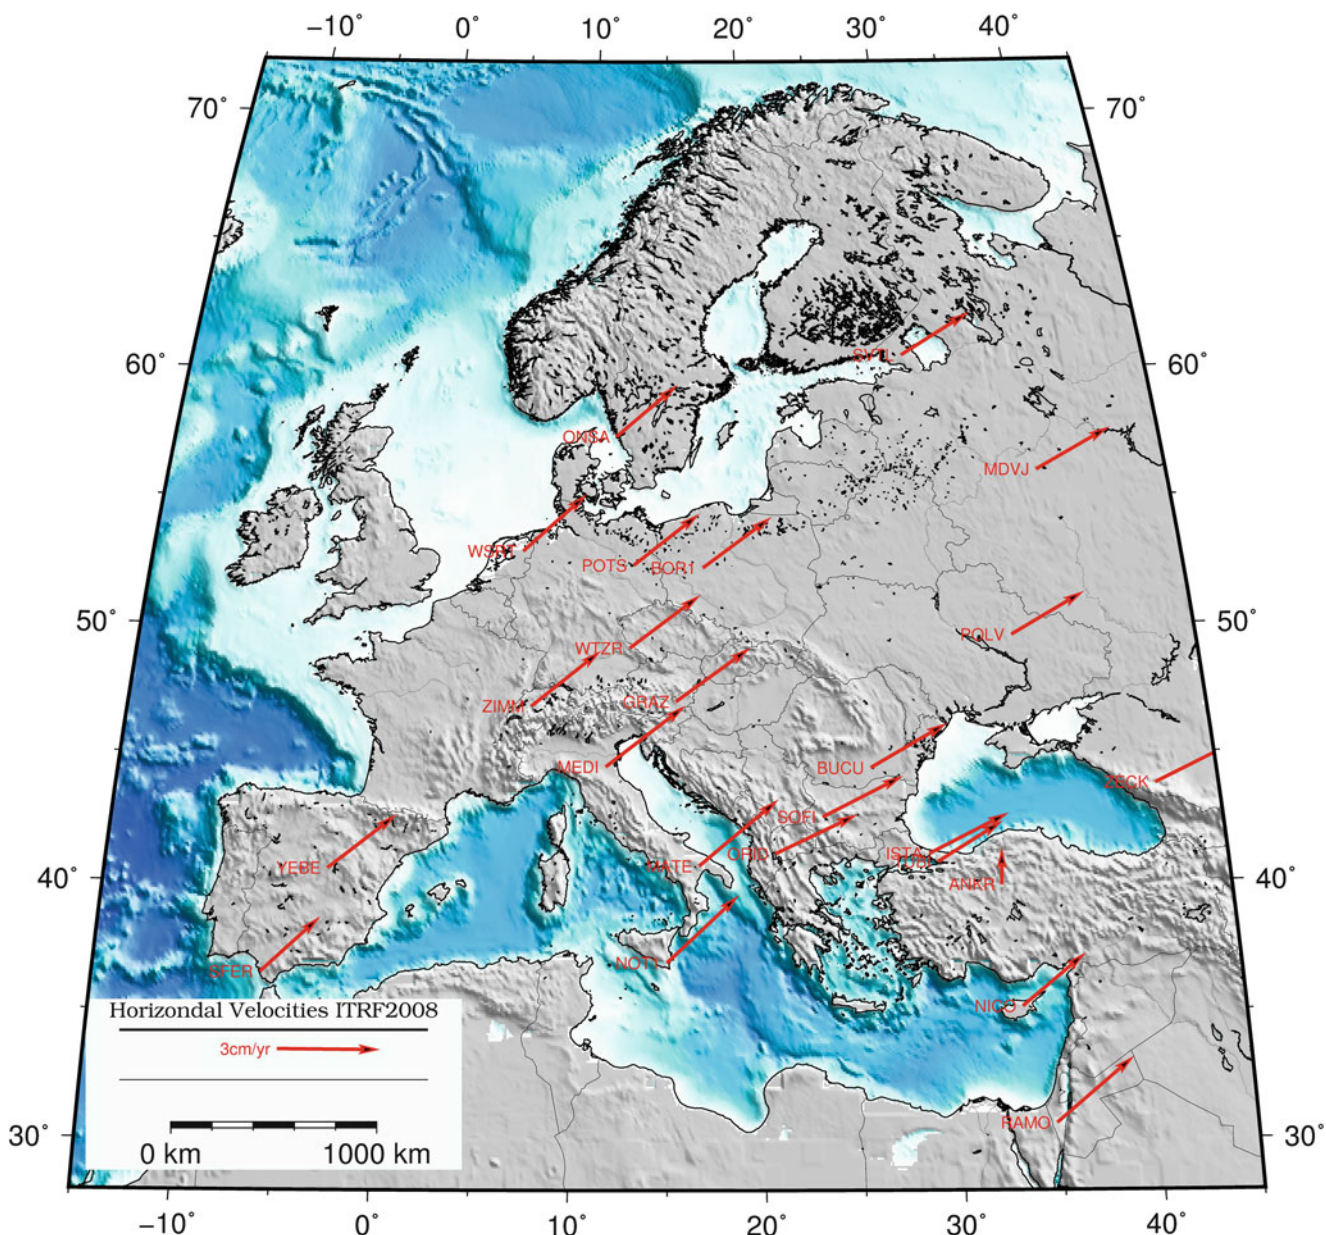 −10° 0° 10° 20° 30° 40°
70° 70°
60° 60°
50° 50°
40° 40°
30° 30°
SVTL
ONSA
MDVJ
WSRT
POTS
BOR1
POLV
WTZR
ZIMM
GRAZ
MEDI
BUCU
ZECK
SOFI
YEBE
MATE
ORID
ISTA
TUBI
ANKR
SFER
NOT1
NICO
RAMO
Horizondal Velocities ITRF2008
3cm/yr
0 km 1000 km
−10° 0° 10° 20° 30° 40°